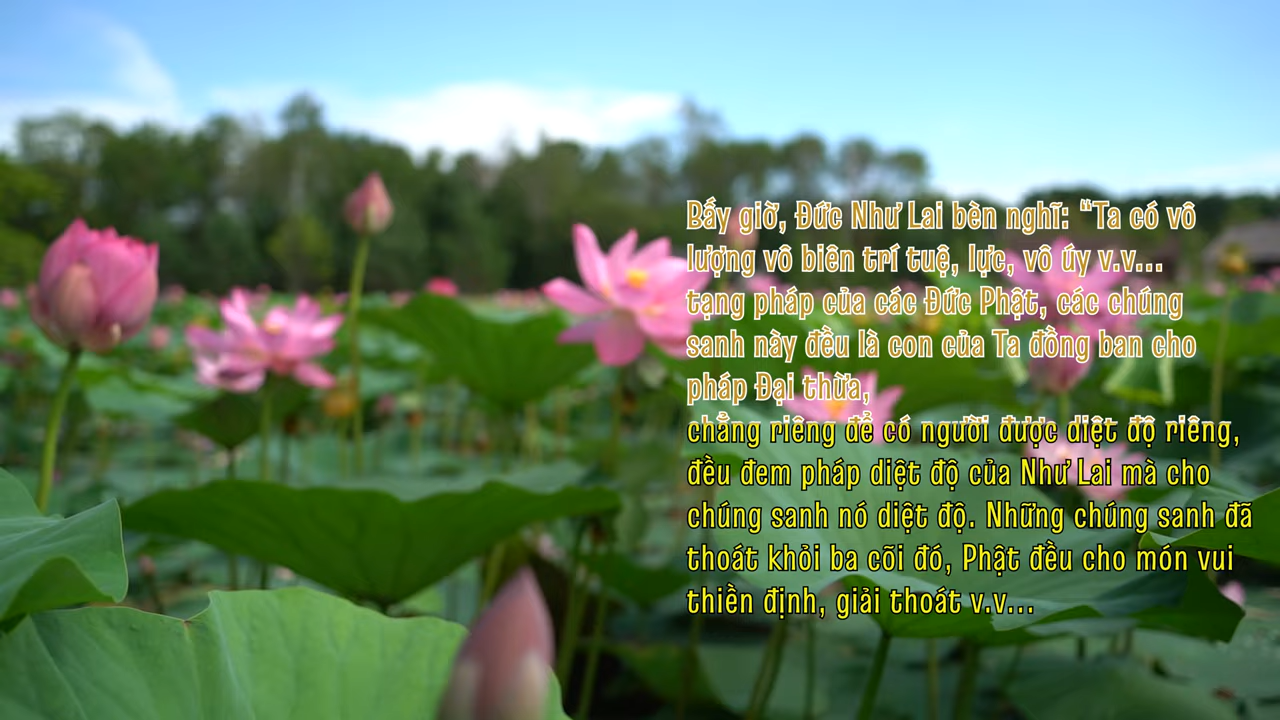 Bấy giờ, Đức Như Lai bèn nghĩ: “Ta có vô
lượng vô biên trí tuệ, lực, vô úy v.v...
tạng pháp của các Đức Phật, các chúng
sanh này đều là con của Ta đồng ban cho
pháp Đại thừa,
chẳng riêng để có người được diệt độ riêng,
đều đem pháp diệt độ của Như Lai mà cho
chúng sanh nó diệt độ. Những chúng sanh đã
thoát khỏi ba cõi đó, Phật đều cho món vui
thiền định, giải thoát v.v...